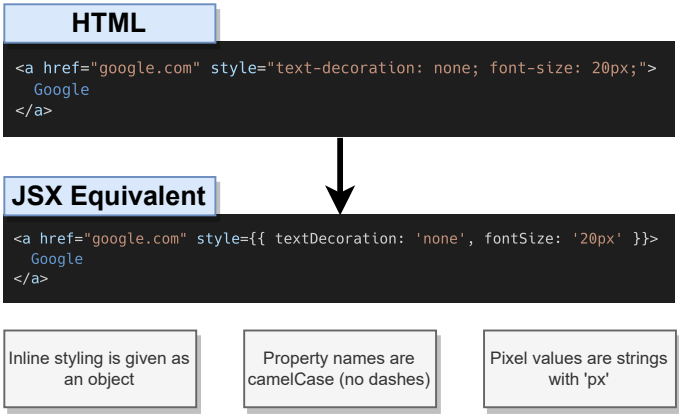 HTML
<a href="google.com" style="text-decoration: none; font-size: 20px;">
Google
</a>
JSX Equivalent
<a href="google.com" style={{ textDecoration: 'none', fontSize: '20px' }}>
Google
</a>
Inline styling is given as
an object
Property names are
camelCase (no dashes)
Pixel values are strings
with 'px'